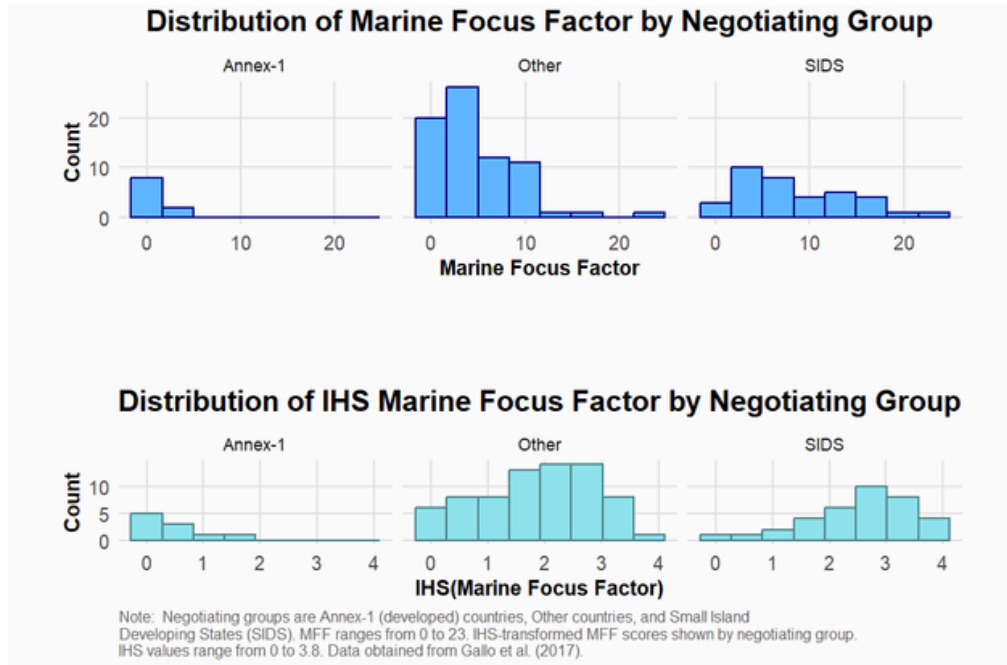 Distribution of Marine Focus Factor by Negotiating Group
Annex-1 Other SIDS
Count
20
10
0
0 10 20 0 10 20 0 10 20
Marine Focus Factor
Distribution of IHS Marine Focus Factor by Negotiating Group
Annex-1 Other SIDS
Count
10
5
0
0 1 2 3 4 0 1 2 3 4 0 1 2 3 4
IHS(Marine Focus Factor)
Note: Negotiating groups are Annex-1 (developed) countries, Other countries, and Small Island
Developing States (SIDS). MFF ranges from 0 to 23. IHS-transformed MFF scores shown by negotiating group.
IHS values range from 0 to 3.8. Data obtained from Gallo et al. (2017).